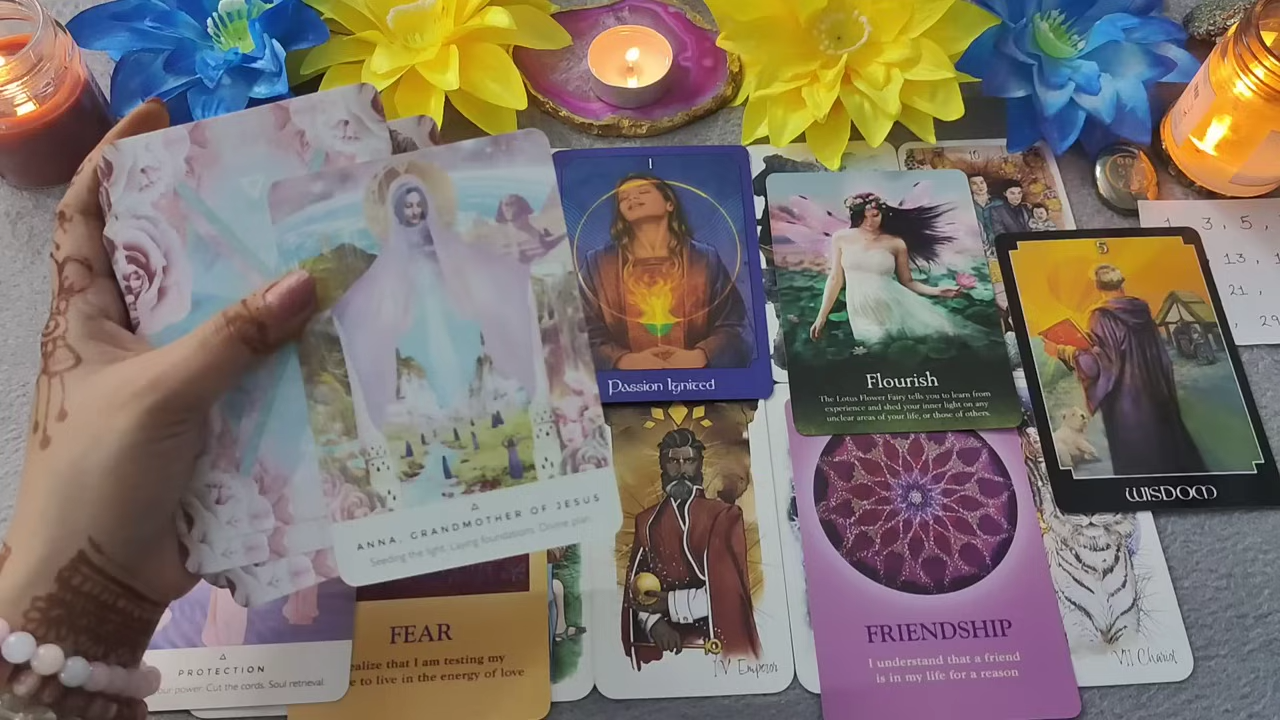 10
I
Passion Ignited
Flourish
The Lotus Flower Fairy tells you to learn from
experience and shed your inner light on any
unclear areas of your life, or those of others.
5
WISDOM
1, 3, 5,
13, 1
21,
, 29
ANNA, GRANDMOTHER OF JESUS
Seeding the light. Laying foundations. Divine plan.
PROTECTION
your power. Cut the cords. Soul retrieval.
FEAR
ealize that I am testing my
e to live in the energy of love
IV Emperor
FRIENDSHIP
I understand that a friend
is in my life for a reason
VII Chariot